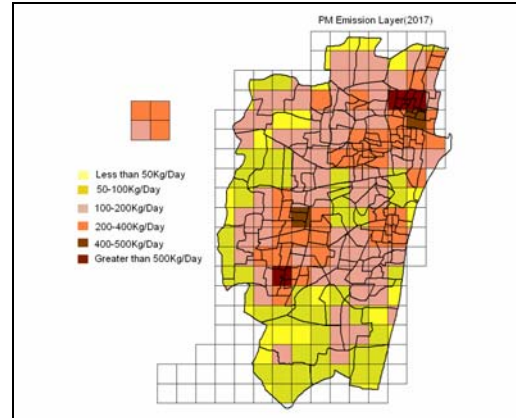 PM Emission Layer(2017)
Less than 50Kg/Day
50-100Kg/Day
100-200Kg/Day
200-400Kg/Day
400-500Kg/Day
Greater than 500Kg/Day